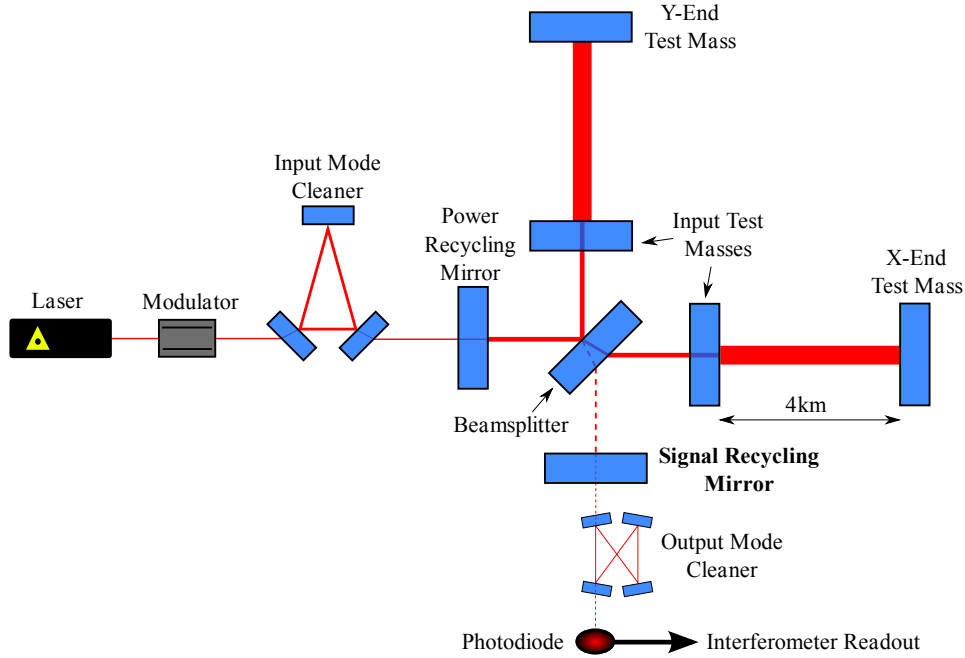 Y-End
Test Mass
Input Mode
Cleaner
Power
Recycling
Mirror
Input Test
Masses
X-End
Test Mass
Laser
Modulator
4km
Beamsplitter
Signal Recycling
Mirror
Output Mode
Cleaner
Photodiode
Interferometer Readout